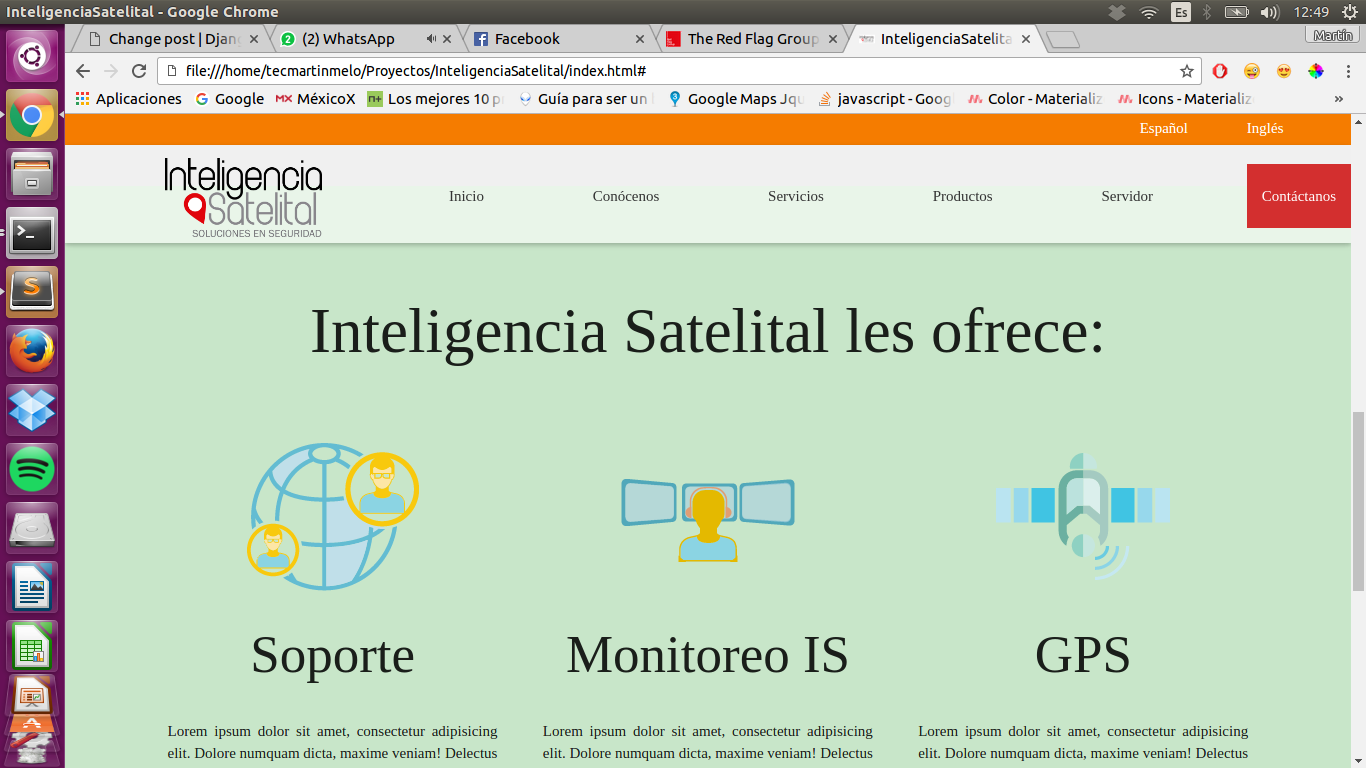 InteligenciaSatelital - Google Chrome
Es
12:49
Change post | Djan
2
(2) WhatsApp
Facebook
The Red Flag Group
InteligenciaSatelita
Martín
file:///home/tecmartinmelo/Proyectos/InteligenciaSatelital/index.html#
Aplicaciones
Google
MX MéxicoX
Π+ Los mejores 10 p
Guía para ser un
3
Google Maps Jqu
javascript - Goog
Color - Materializ
Icons - Materialize
»
Español
Inglés
Inteligencia
Satelital
SOLUCIONES EN SEGURIDAD
Inicio
Conócenos
Servicios
Productos
Servidor
Contáctanos
Inteligencia Satelital les ofrece:
Soporte
Monitoreo IS
GPS
Lorem ipsum dolor sit amet, consectetur adipisicing
elit. Dolore numquam dicta, maxime veniam! Delectus
Lorem ipsum dolor sit amet, consectetur adipisicing
elit. Dolore numquam dicta, maxime veniam! Delectus
Lorem ipsum dolor sit amet, consectetur adipisicing
elit. Dolore numquam dicta, maxime veniam! Delectus